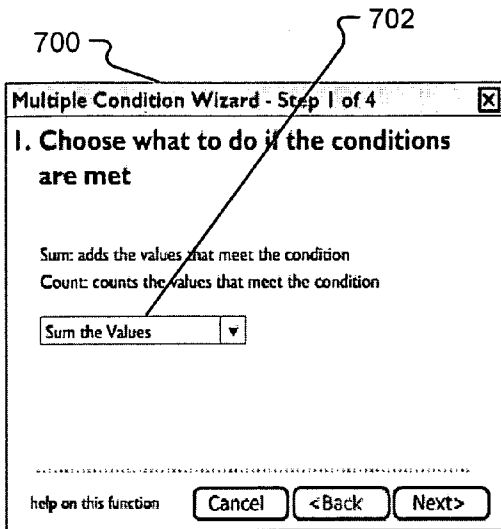 700
702
Multiple Condition Wizard - Step 1 of 4
1. Choose what to do if the conditions
are met
Sum: adds the values that meet the condition
Count: counts the values that meet the condition
Sum the Values
help on this function
Cancel
<Back
Next>